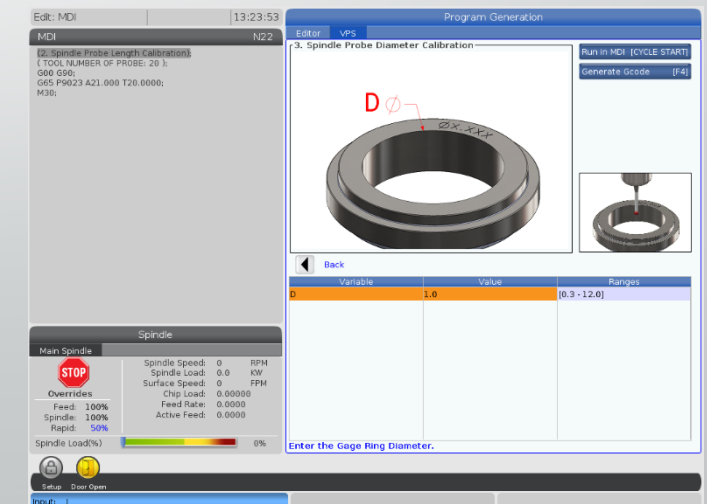 Edit: MDI
13:23:53
MDI N22
(2. Spindle Probe Length Calibration);
( TOOL NUMBER OF PROBE: 20 );
G00 G90;
G65 P9023 A21.000 T20.0000;
M30;
Program Generation
Editor VPS
3. Spindle Probe Diameter Calibration
D Ø
ØX.XXX
Run in MDI [CYCLE START]
Generate Gcode [F4]
Back
Variable Value Ranges
D 1.0 [0.3 - 12.0]
Enter the Gage Ring Diameter.
Spindle
Main Spindle
STOP
Overrides
Feed: 100%
Spindle: 100%
Rapid: 50%
Spindle Speed: 0 RPM
Spindle Load: 0.0 KW
Surface Speed: 0 FPM
Chip Load: 0.00000
Feed Rate: 0.0000
Active Feed: 0.0000
Spindle Load(%) 0%
Setup Door Open
Input: